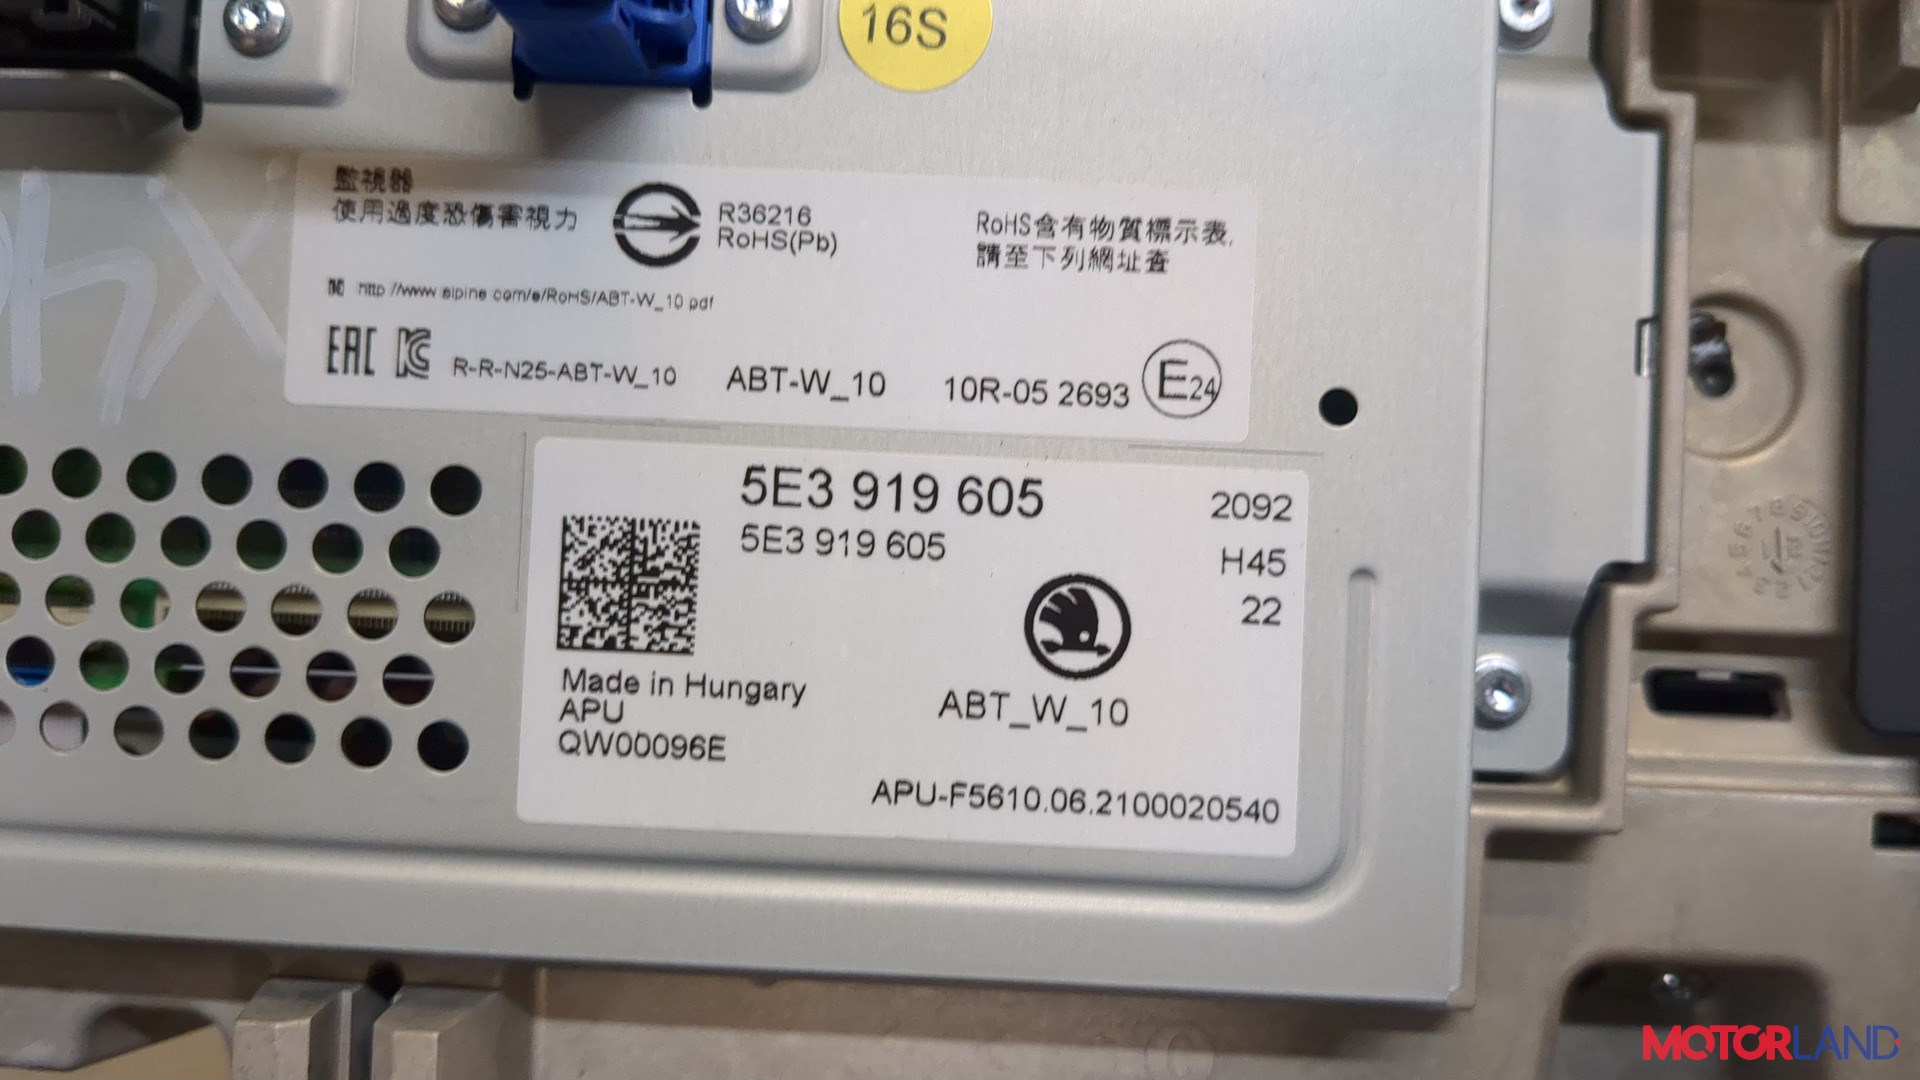 16S
監視器
使用過度恐傷害視力
R36216
RoHS(Pb)
RoHS含有物質標示表,
請至下列網址查
http://www.alpine.com/e/RoHS/ABT-W_10.pdf
EAC
R-R-N25-ABT-W_10
ABT-W_10
10R-05 2693
E24
5E3 919 605
5E3 919 605
2092
H45
22
Made in Hungary
APU
QW00096E
ABT_W_10
APU-F5610.06.2100020540
MOTORLAND